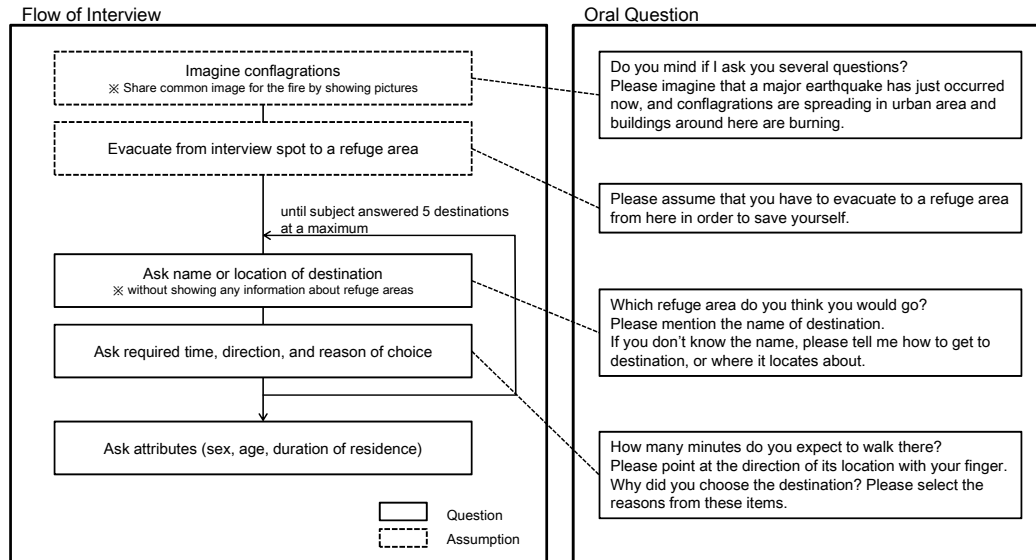 Flow of Interview
Imagine conflagrations
※ Share common image for the fire by showing pictures
Evacuate from interview spot to a refuge area
until subject answered 5 destinations
at a maximum
Ask name or location of destination
※ without showing any information about refuge areas
Ask required time, direction, and reason of choice
Ask attributes (sex, age, duration of residence)
Question
Assumption
Oral Question
Do you mind if I ask you several questions?
Please imagine that a major earthquake has just occurred
now, and conflagrations are spreading in urban area and
buildings around here are burning.
Please assume that you have to evacuate to a refuge area
from here in order to save yourself.
Which refuge area do you think you would go?
Please mention the name of destination.
If you don’t know the name, please tell me how to get to
destination, or where it locates about.
How many minutes do you expect to walk there?
Please point at the direction of its location with your finger.
Why did you choose the destination? Please select the
reasons from these items.